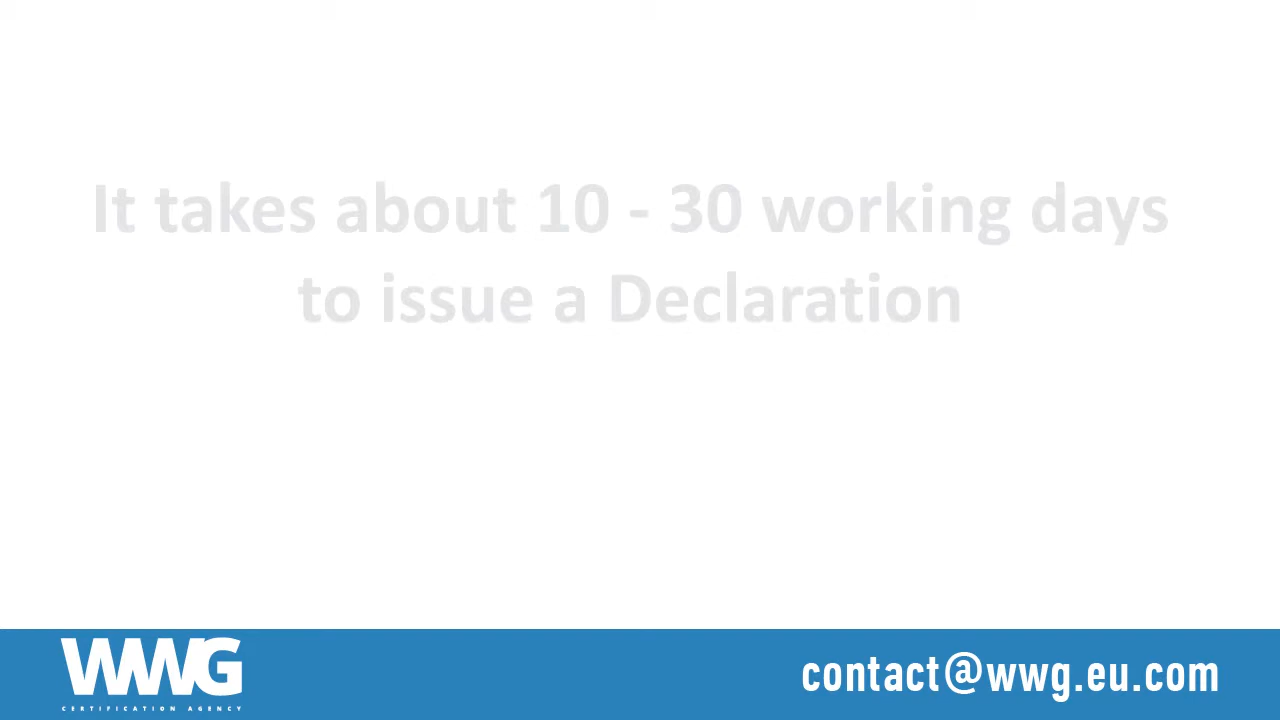 It takes about 10 - 30 working days
to issue a Declaration
WWG
CERTIFICATION AGENCY
contact@wwg.eu.com